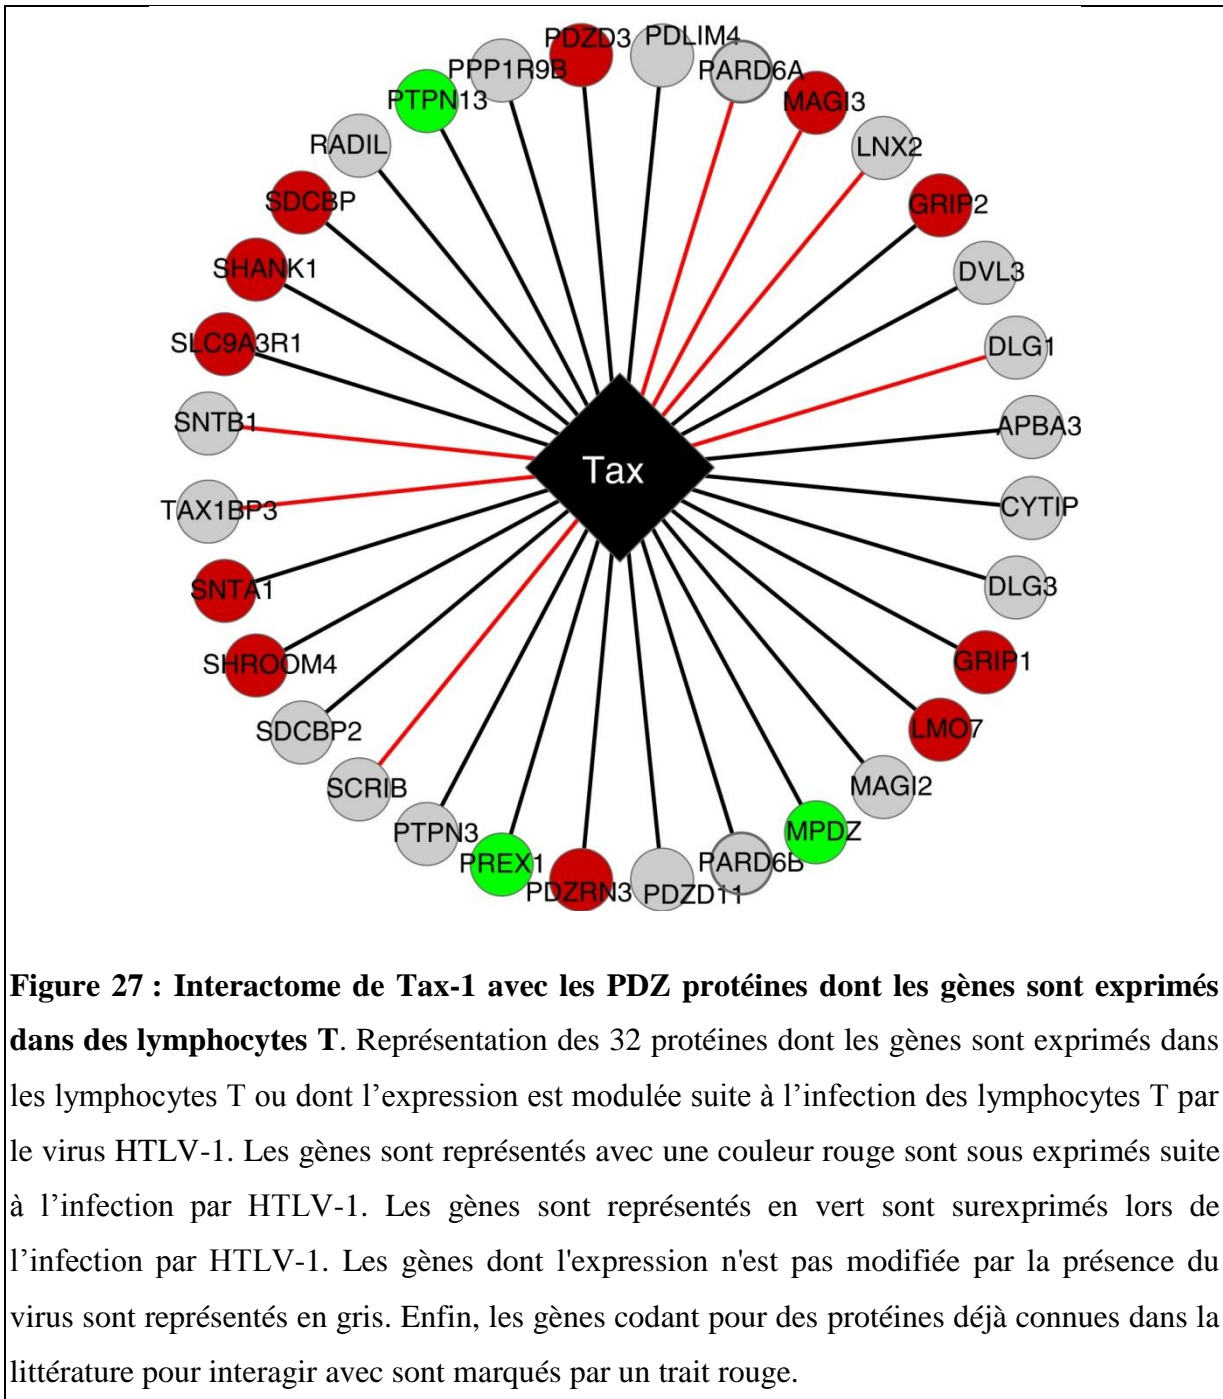 PDZD3
PDLIM4
PPP1R9B
PARD6A
PTPN13
MAGI3
RADIL
LNX2
SDCBP
GRIP2
SHANK1
DVL3
SLC9A3R1
DLG1
SNTB1
APBA3
Tax
TAX1BP3
CYTIP
SNTA1
DLG3
SHROOM4
GRIP1
SDCBP2
LMO7
SCRIB
MAGI2
PTPN3
MPDZ
PREX1
PARD6B
PDZRN3
PDZD11
Figure 27 : Interactome de Tax-1 avec les PDZ protéines dont les gènes sont exprimés
dans des lymphocytes T. Représentation des 32 protéines dont les gènes sont exprimés dans
les lymphocytes T ou dont l’expression est modulée suite à l’infection des lymphocytes T par
le virus HTLV-1. Les gènes sont représentés avec une couleur rouge sont sous exprimés suite
à l’infection par HTLV-1. Les gènes sont représentés en vert sont surexprimés lors de
l’infection par HTLV-1. Les gènes dont l'expression n'est pas modifiée par la présence du
virus sont représentés en gris. Enfin, les gènes codant pour des protéines déjà connues dans la
littérature pour interagir avec sont marqués par un trait rouge.